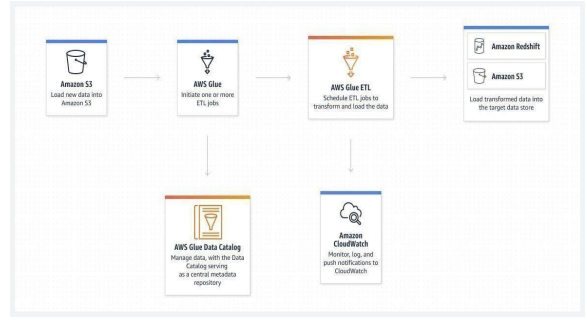 Amazon S3
Load new data into
Amazon S3
AWS Glue
Initiate one or more
ETL jobs
AWS Glue ETL
Schedule ETL jobs to
transform and load the data
Amazon Redshift
Amazon S3
Load transformed data into
the target data store
AWS Glue Data Catalog
Manage data, with the Data
Catalog serving
as a central metadata
repository
Amazon
CloudWatch
Monitor, log, and
push notifications to
CloudWatch